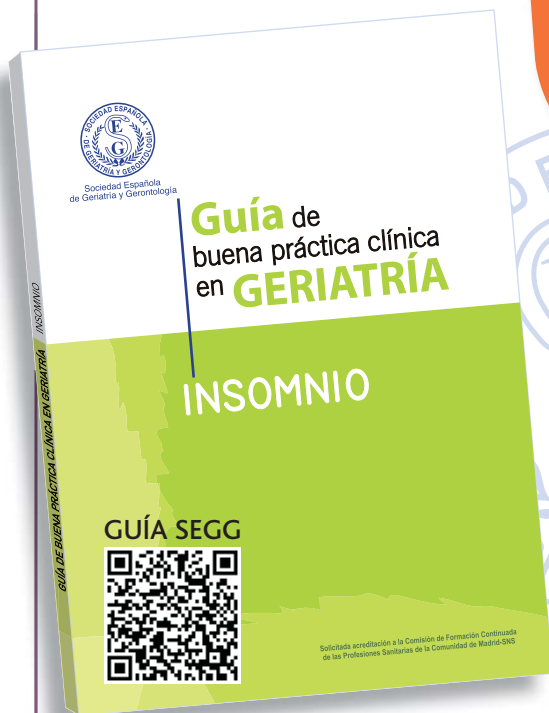 SOCIEDAD ESPAÑOLA
DE GERIATRÍA Y GERONTOLOGÍA
E
S
G
Sociedad Española
de Geriatría y Gerontología
Guía de
buena práctica clínica
en GERIATRÍA
INSOMNIO
GUÍA DE BUENA PRÁCTICA CLÍNICA EN GERIATRÍA INSOMNIO
GUÍA SEGG
Solicitada acreditación a la Comisión de Formación Continuada
de las Profesiones Sanitarias de la Comunidad de Madrid-SNS